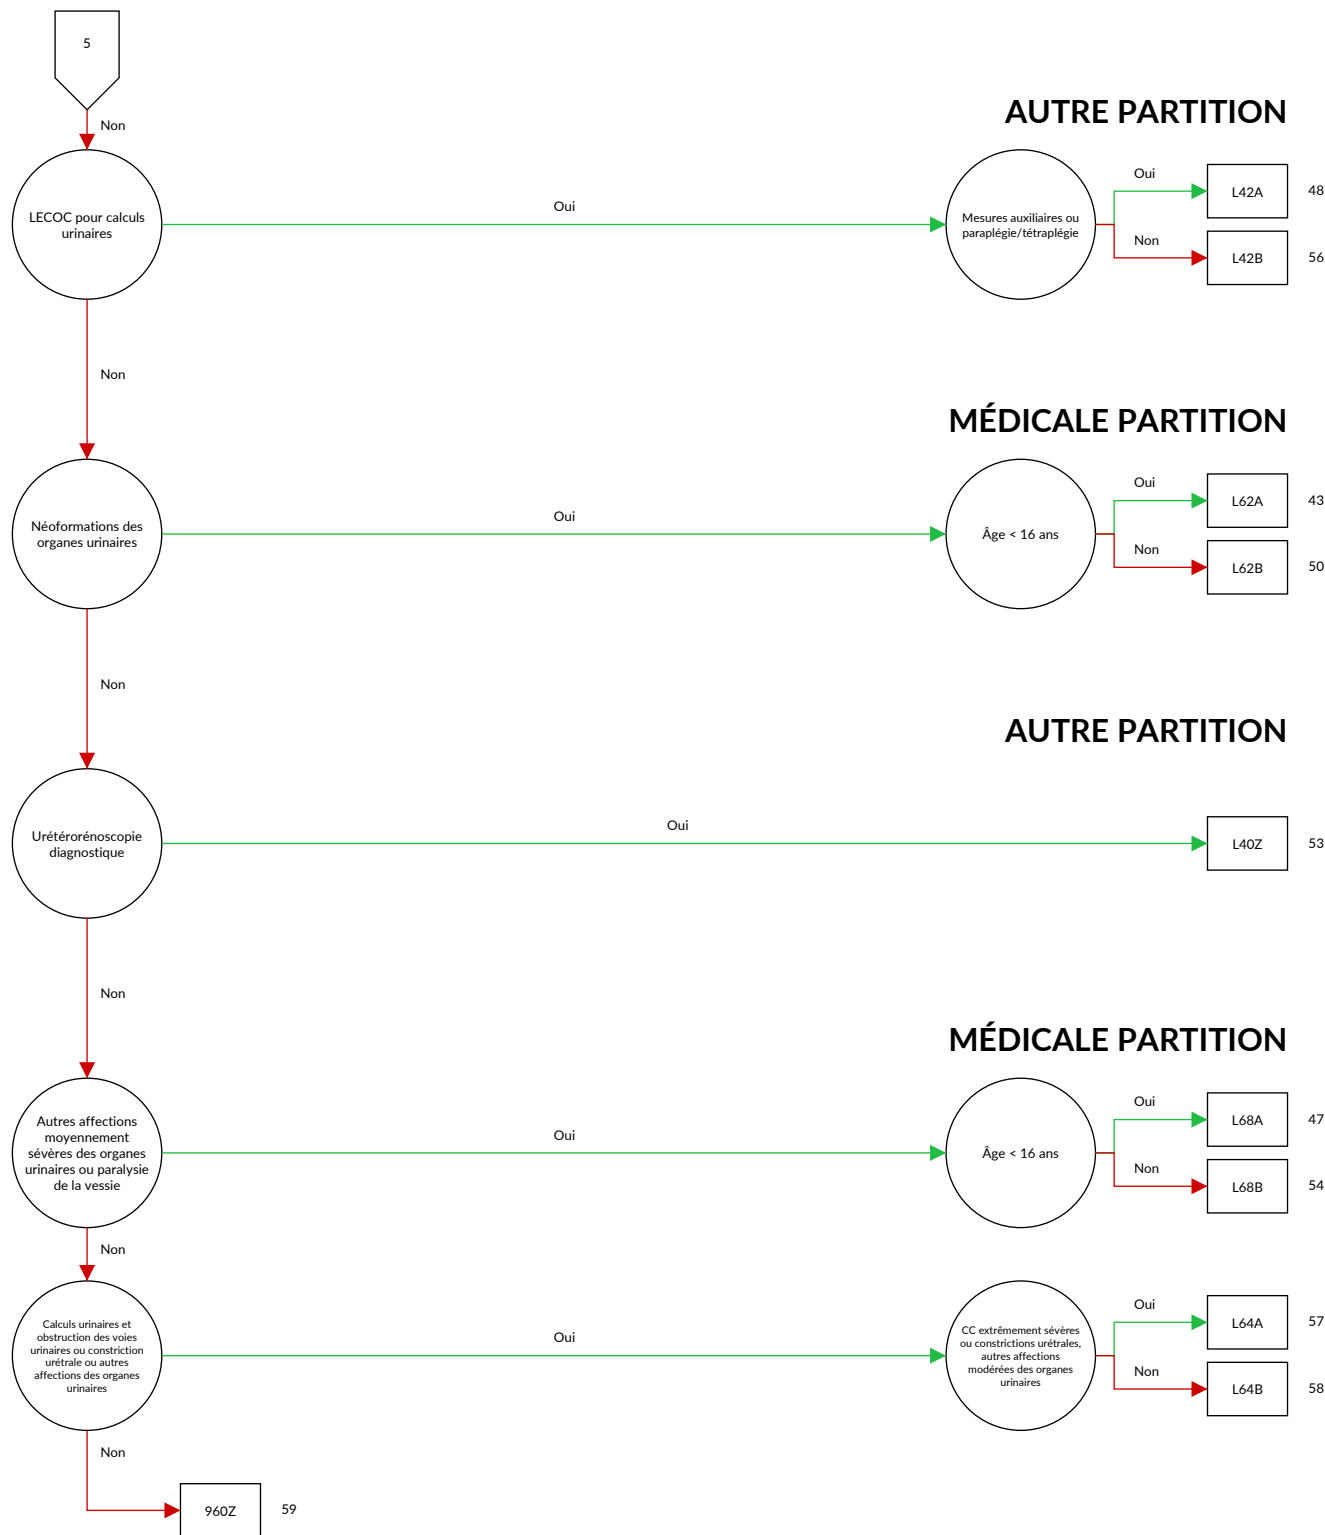 5
Non
AUTRE PARTITION
LECOC pour calculs
urinaires
Oui
Mesures auxiliaires ou
paraplégie/tétraplégie
Oui
L42A
48
Non
L42B
56
Non
MÉDICALE PARTITION
Néoformations des
organes urinaires
Oui
Âge < 16 ans
Oui
L62A
43
Non
L62B
50
Non
AUTRE PARTITION
Urétérorénoscopie
diagnostique
Oui
L40Z
53
Non
MÉDICALE PARTITION
Autres affections
moyennement
sévères des organes
urinaires ou paralysie
de la vessie
Oui
Âge < 16 ans
Oui
L68A
47
Non
L68B
54
Non
Calculs urinaires et
obstruction des voies
urinaires ou constriction
urétrale ou autres
affections des organes
urinaires
Oui
CC extrêmement sévères
ou constrictions urétrales,
autres affections
modérées des organes
urinaires
Oui
L64A
57
Non
L64B
58
Non
960Z
59